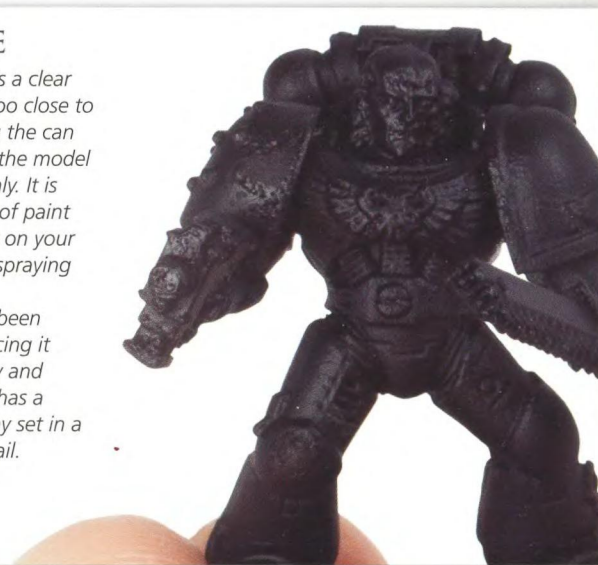 E
s a clear
oo close to
the can
the model
ly. It is
of paint
on your
spraying
been
cing it
y and
has a
y set in a
ail.